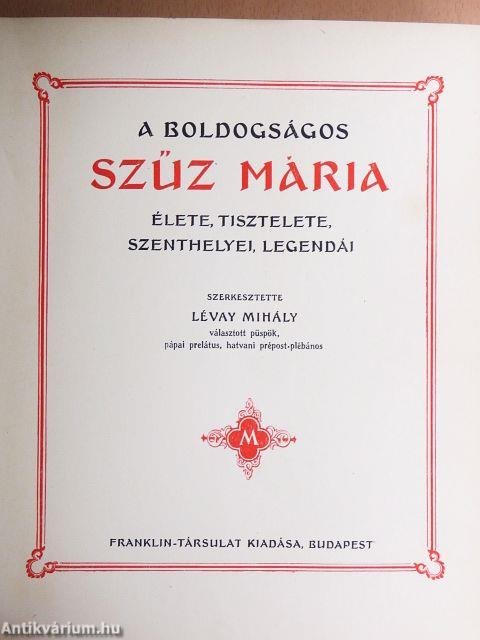 A BOLDOGSÁGOS
SZŰZ MÁRIA
ÉLETE, TISZTELETE,
SZENTHELYEI, LEGENDÁI
SZERKESZTETTE
LÉVAY MIHÁLY
választott püspök,
pápai prelátus, hatvani prépost-plébános
M
FRANKLIN-TÁRSULAT KIADÁSA, BUDAPEST
Antikvárium.hu